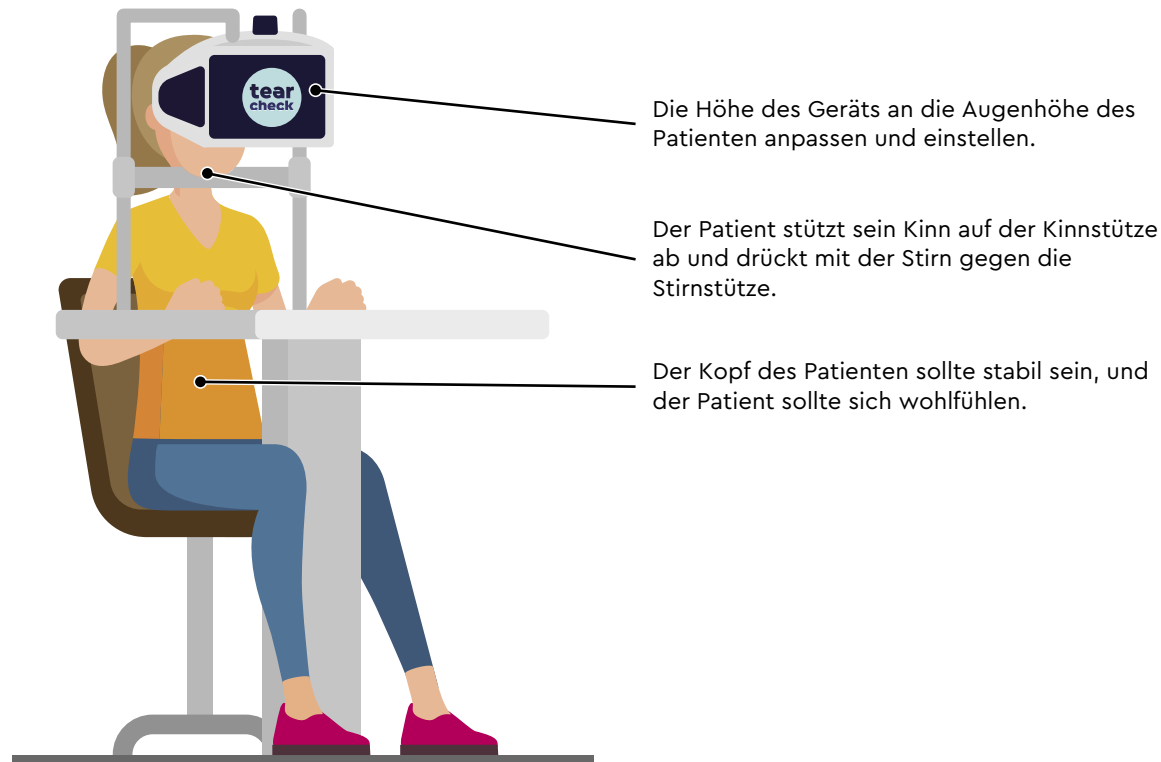 tear
check
Die Höhe des Geräts an die Augenhöhe des
Patienten anpassen und einstellen.
Der Patient stützt sein Kinn auf der Kinnstütze
ab und drückt mit der Stirn gegen die
Stirnstütze.
Der Kopf des Patienten sollte stabil sein, und
der Patient sollte sich wohlfühlen.